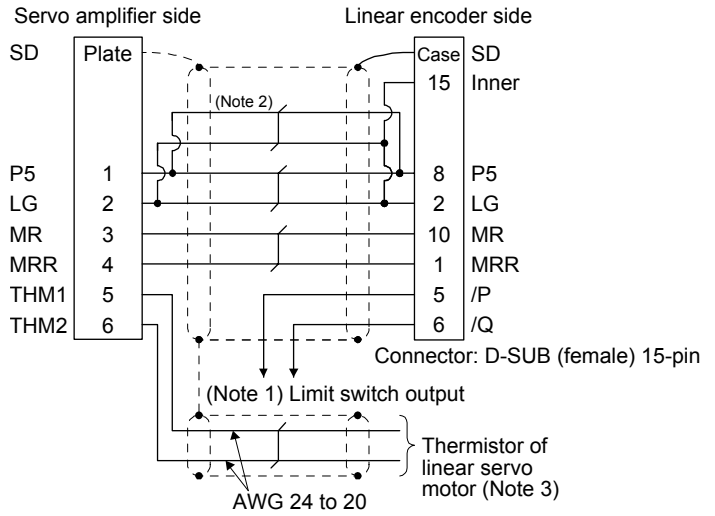 Servo amplifier side
Linear encoder side
SD Plate Case SD
15 Inner
(Note 2)
P5 1 8 P5
LG 2 2 LG
MR 3 10 MR
MRR 4 1 MRR
THM1 5 5 /P
THM2 6 6 /Q
Connector: D-SUB (female) 15-pin
(Note 1) Limit switch output
Thermistor of
linear servo
motor (Note 3)
AWG 24 to 20